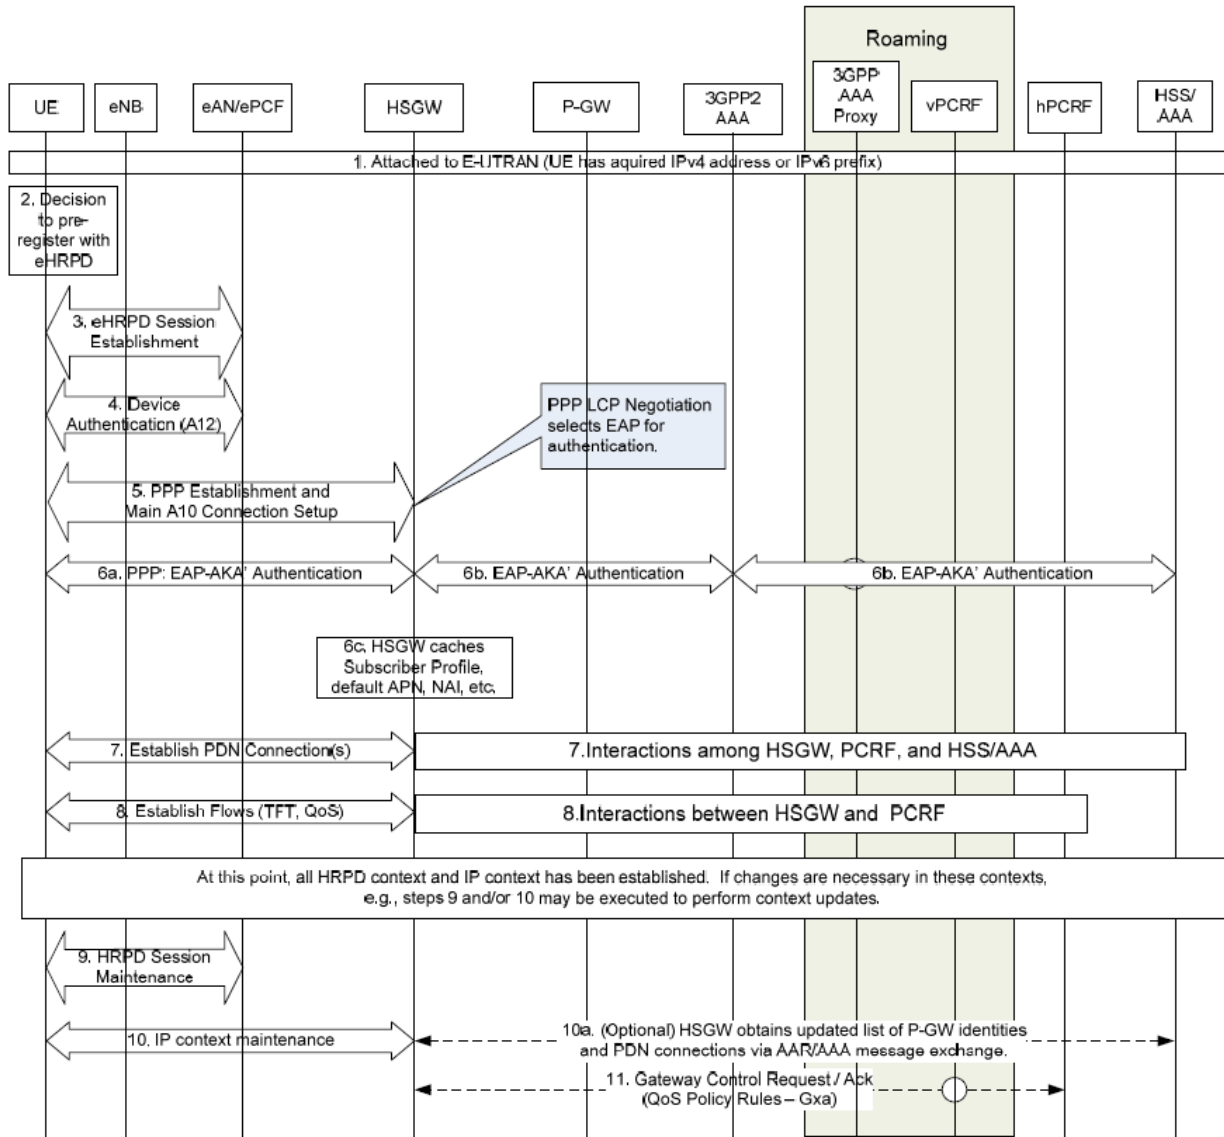 Roaming
UE
eNB
eAN/ePCF
HSGW
P-GW
3GPP2
AAA
3GPP
AAA
Proxy
vPCRF
hPCRF
HSS/
AAA
1. Attached to E-UTRAN (UE has aquired IPv4 address or IPv6 prefix)
2. Decision
to pre-
register with
eHRPD
3. eHRPD Session
Establishment
4. Device
Authentication (A12)
PPP LCP Negotiation
selects EAP for
authentication.
5. PPP Establishment and
Main A10 Connection Setup
6a. PPP: EAP-AKA' Authentication
6b. EAP-AKA' Authentication
6b. EAP-AKA' Authentication
6c. HSGW caches
Subscriber Profile,
default APN, NAI, etc.
7. Establish PDN Connection(s)
7.Interactions among HSGW, PCRF, and HSS/AAA
8. Establish Flows (TFT, QoS)
8.Interactions between HSGW and PCRF
At this point, all HRPD context and IP context has been established. If changes are necessary in these contexts,
e.g., steps 9 and/or 10 may be executed to perform context updates.
9. HRPD Session
Maintenance
10. IP context maintenance
10a. (Optional) HSGW obtains updated list of P-GW identities
and PDN connections via AAR/AAA message exchange.
11. Gateway Control Request / Ack
(QoS Policy Rules – Gxa)